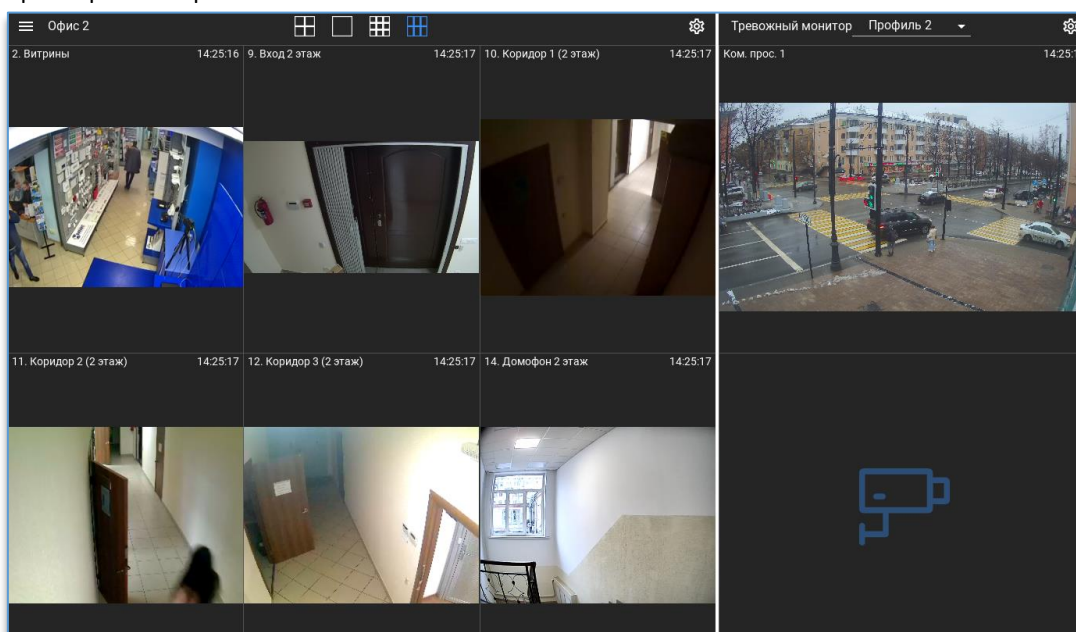 Офис 2
Тревожный монитор Профиль 2
2. Витрины 14:25:16
9. Вход 2 этаж 14:25:17
10. Коридор 1 (2 этаж) 14:25:17
Ком. прос. 1
11. Коридор 2 (2 этаж) 14:25:17
12. Коридор 3 (2 этаж) 14:25:17
14. Домофон 2 этаж 14:25:17